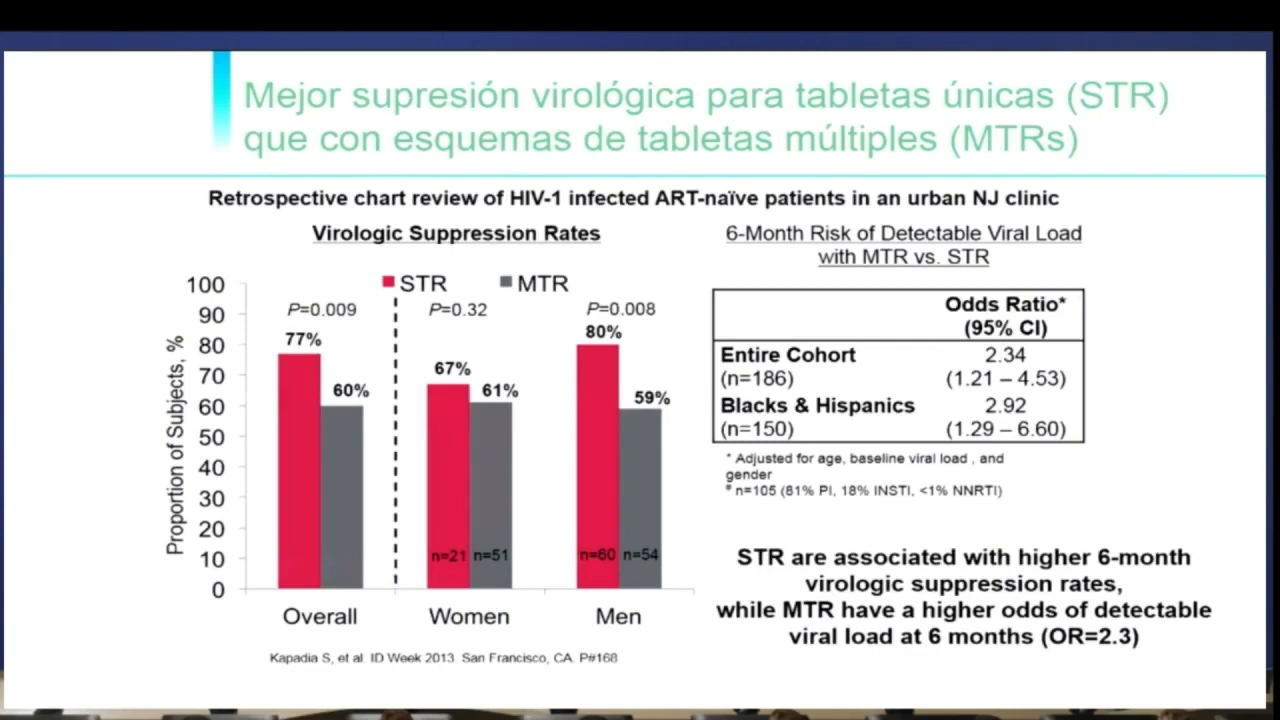 Mejor supresión virológica para tabletas únicas (STR)
que con esquemas de tabletas múltiples (MTRs)
Retrospective chart review of HIV-1 infected ART-naïve patients in an urban NJ clinic
Virologic Suppression Rates
STR MTR
100
90
80
70
60
50
40
30
20
10
0
Proportion of Subjects, %
P=0.009
P=0.32
P=0.008
77%
60%
67%
61%
80%
59%
n=21 n=51
n=60 n=54
Overall Women Men
Kapadia S, et al. ID Week 2013. San Francisco, CA. P#168
6-Month Risk of Detectable Viral Load
with MTR vs. STR
Odds Ratio*
(95% CI)
Entire Cohort 2.34
(n=186) (1.21 – 4.53)
Blacks & Hispanics 2.92
(n=150) (1.29 – 6.60)
* Adjusted for age, baseline viral load , and
gender
# n=105 (81% PI, 18% INSTI, <1% NNRTI)
STR are associated with higher 6-month
virologic suppression rates,
while MTR have a higher odds of detectable
viral load at 6 months (OR=2.3)